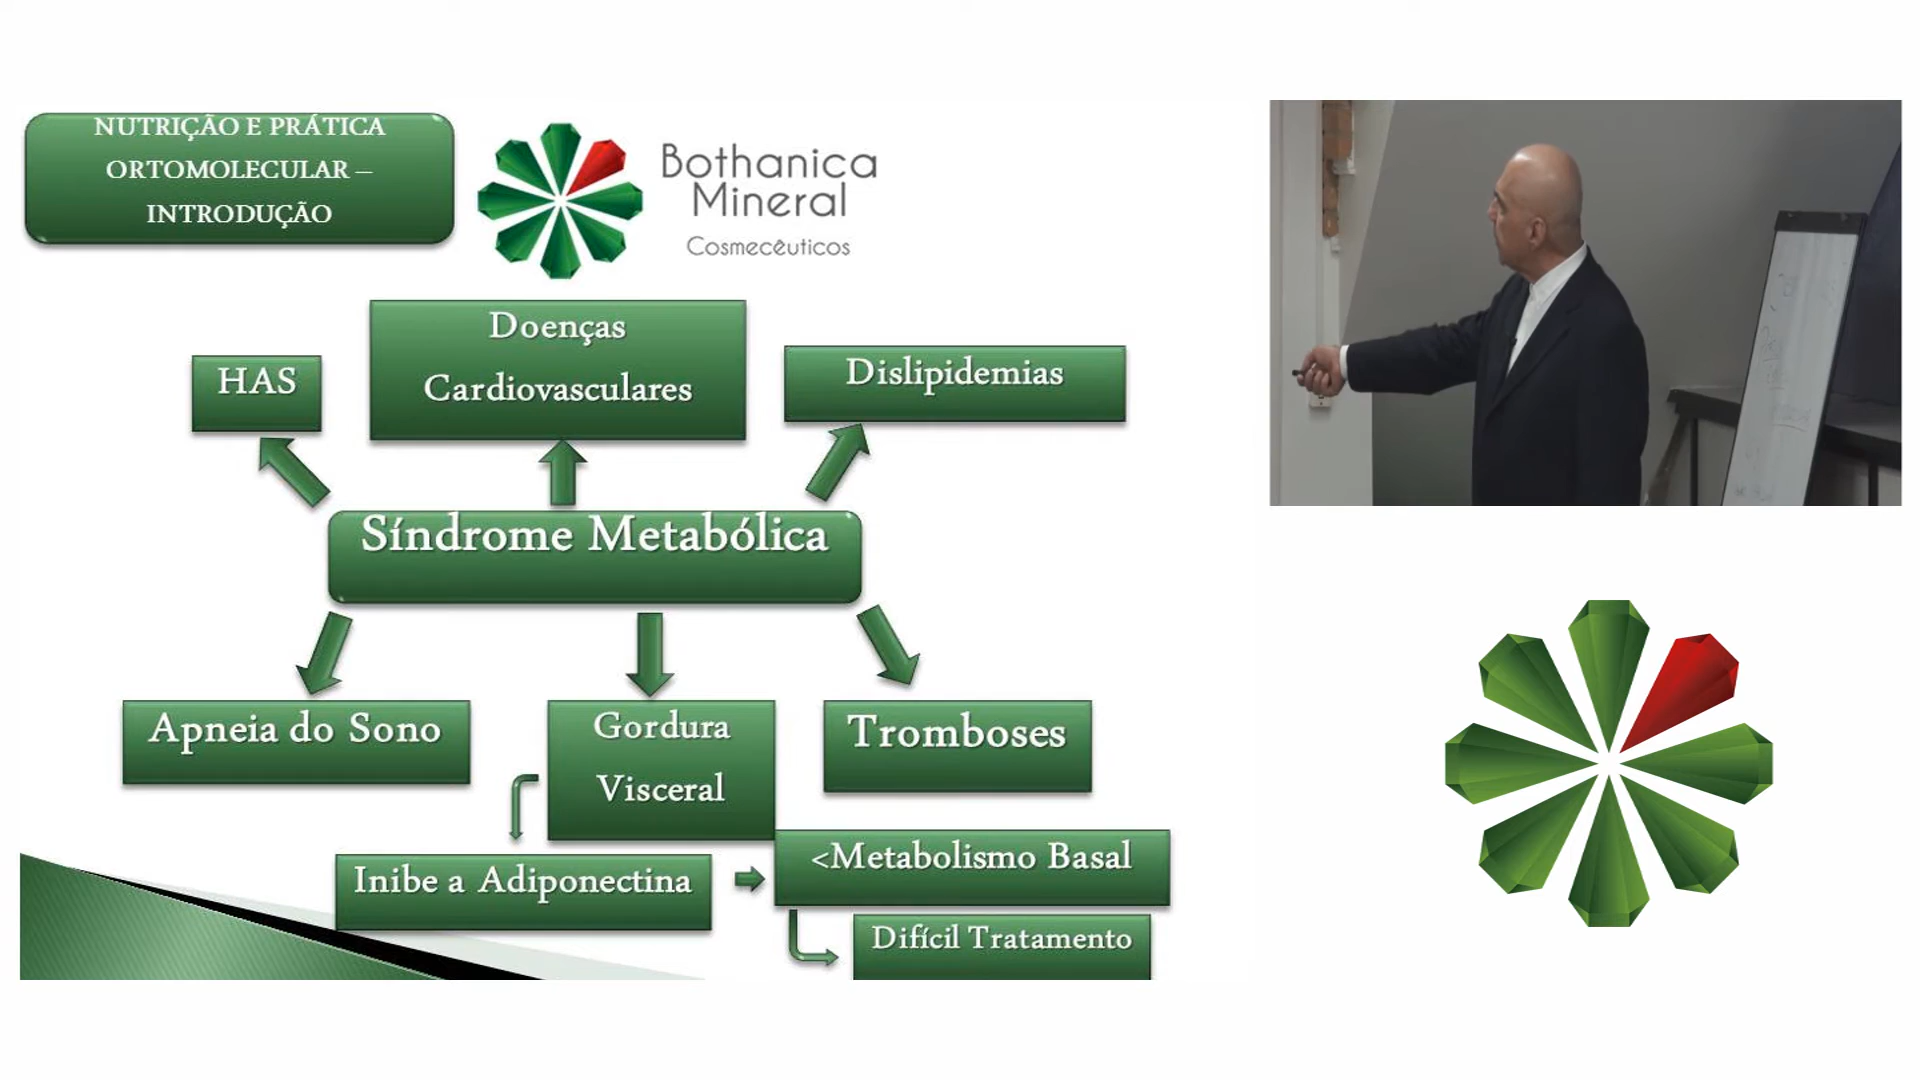 NUTRIÇÃO E PRÁTICA
ORTOMOLECULAR –
INTRODUÇÃO
Bothanica
Mineral
Cosmecêuticos
Doenças
Cardiovasculares
HAS
Dislipidemias
Síndrome Metabólica
Apneia do Sono
Gordura
Visceral
Tromboses
<Metabolismo Basal
Inibe a Adiponectina
Difícil Tratamento